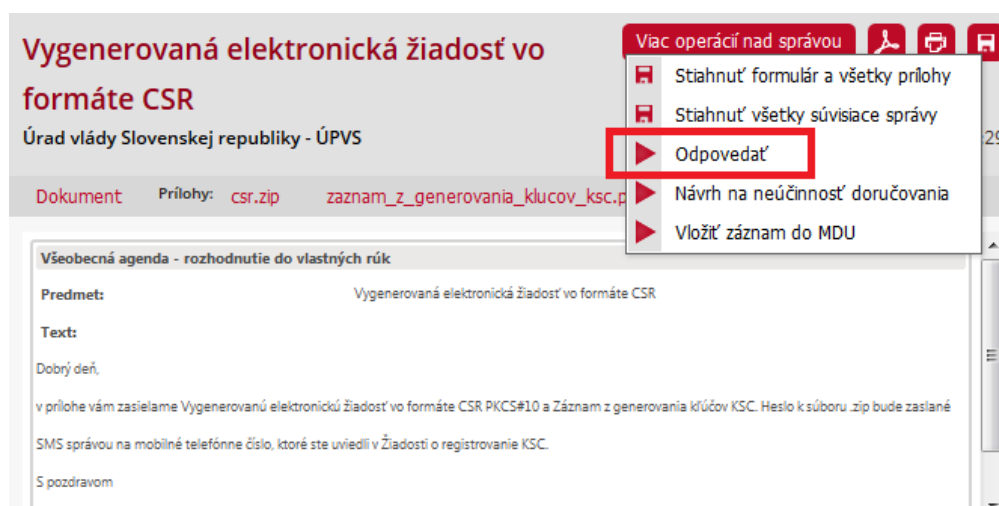 Vygenerovaná elektronická žiadosť vo
formáte CSR
Úrad vlády Slovenskej republiky - ÚPVS
Viac operácií nad správou
Stiahnuť formulár a všetky prílohy
Stiahnuť všetky súvisiace správy
Odpovedať
Návrh na neúčinnosť doručovania
Vložiť záznam do MDU
:29
Dokument Prílohy: csr.zip zaznam_z_generovania_klucov_ksc.p
Všeobecná agenda - rozhodnutie do vlastných rúk
Predmet: Vygenerovaná elektronická žiadosť vo formáte CSR
Text:
Dobrý deň,
v prílohe vám zasielame Vygenerovanú elektronickú žiadosť vo formáte CSR PKCS#10 a Záznam z generovania kľúčov KSC. Heslo k súboru .zip bude zaslané
SMS správou na mobilné telefónne číslo, ktoré ste uviedli v Žiadosti o registrovanie KSC.
S pozdravom